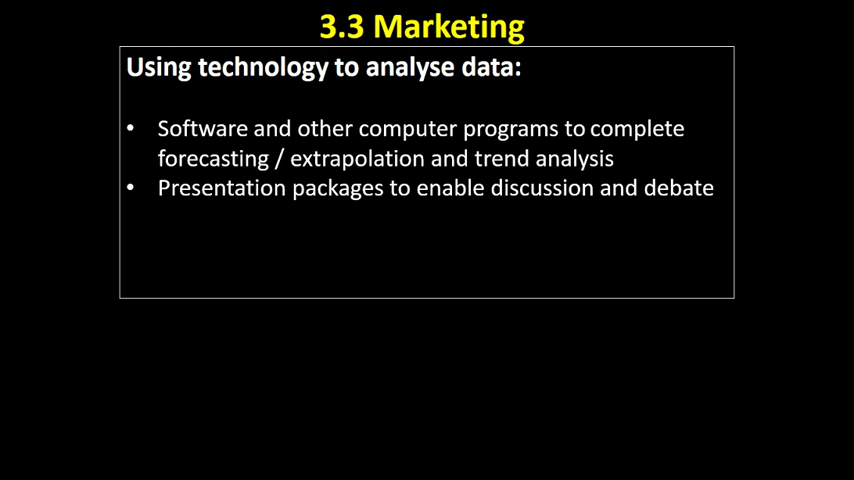 3.3 Marketing
Using technology to analyse data:
• Software and other computer programs to complete
forecasting / extrapolation and trend analysis
• Presentation packages to enable discussion and debate